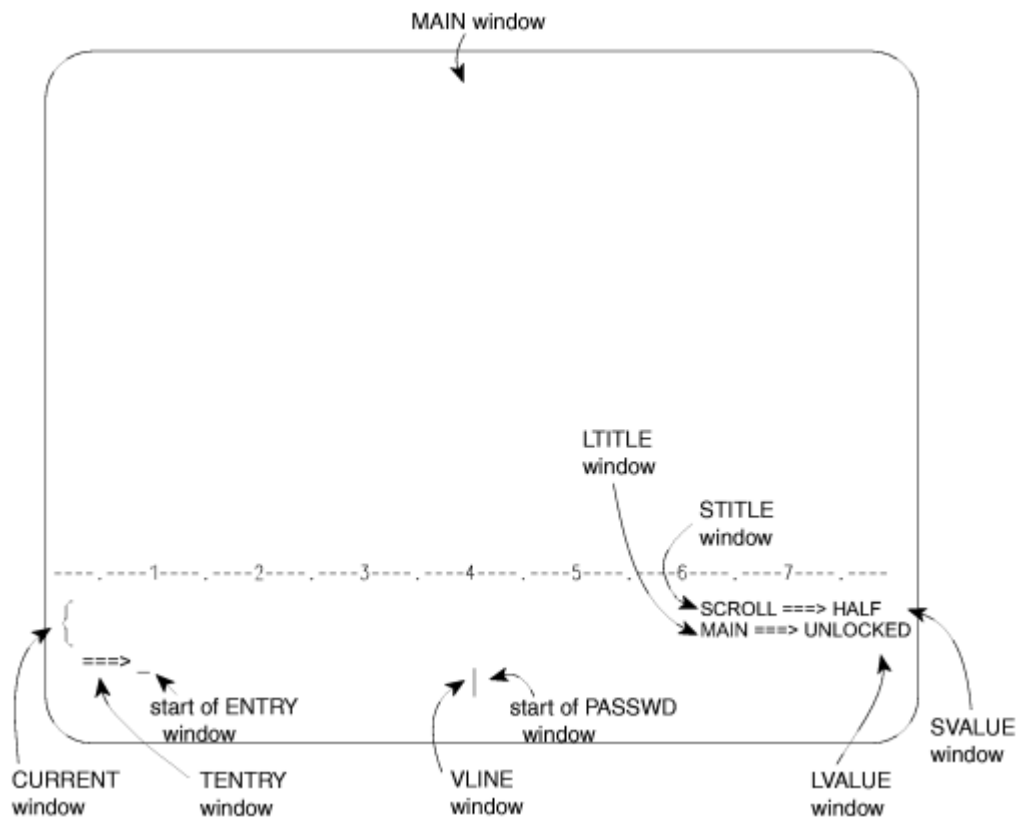 MAIN window
LTITLE
window
STITLE
window
----.----1----.----2----.----3----.----4----.----5----.----6----.----7----.----
SCROLL ===> HALF
MAIN ===> UNLOCKED
===> _
start of ENTRY
window
start of PASSWD
window
SVALUE
window
CURRENT
window
TENTRY
window
VLINE
window
LVALUE
window